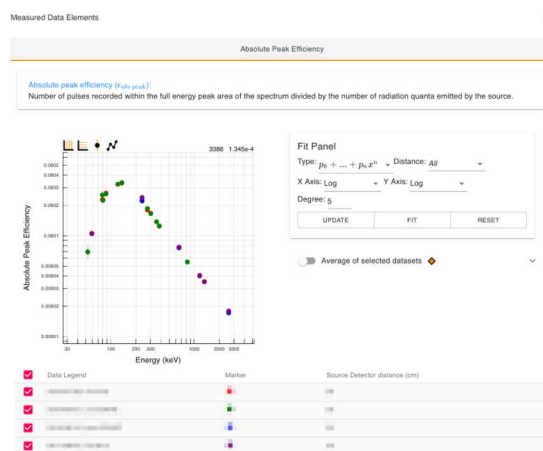 Measured Data Elements
Absolute Peak Efficiency
Absolute peak efficiency (ϵabs peak):
Number of pulses recorded within the full energy peak area of the spectrum divided by the number of radiation quanta emitted by the source.
3386 1.345e-4
Fit Panel
Type: p0 + ... + pnx^n Distance: All
X Axis: Log Y Axis: Log
Degree: 5
UPDATE FIT RESET
Average of selected datasets
Absolute Peak Efficiency
0.0005
0.0004
0.0002
0.0001
0.00005
0.00004
0.00003
0.00002
0.00001
100 200 300 1000 2000 3000
Energy (keV)
Data Legend Marker Source Detector distance (cm)